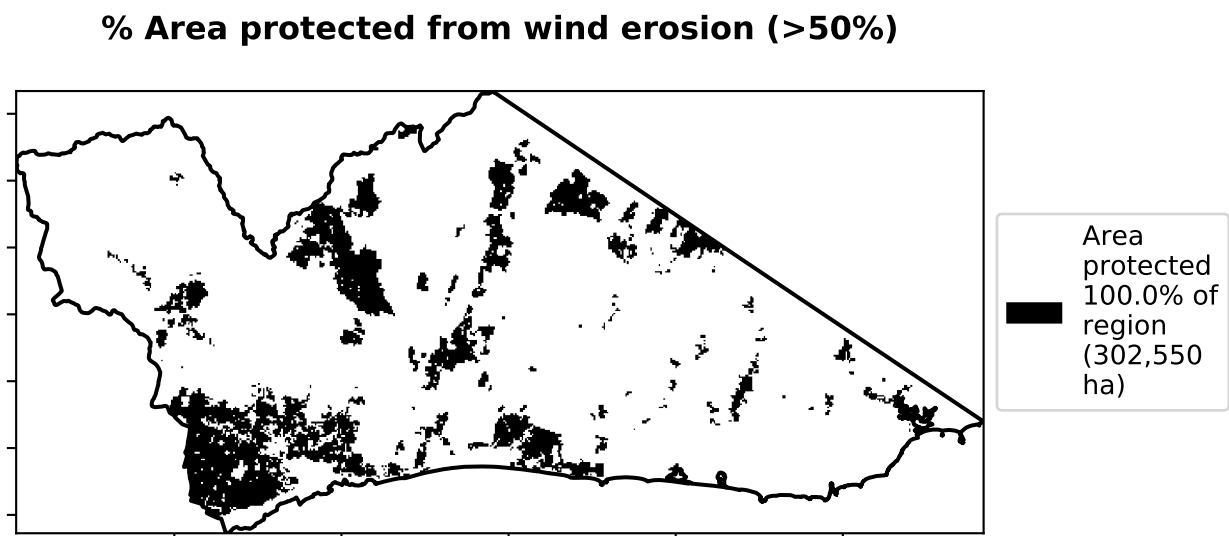 % Area protected from wind erosion (>50%)
Area
protected
100.0% of
region
(302,550
ha)